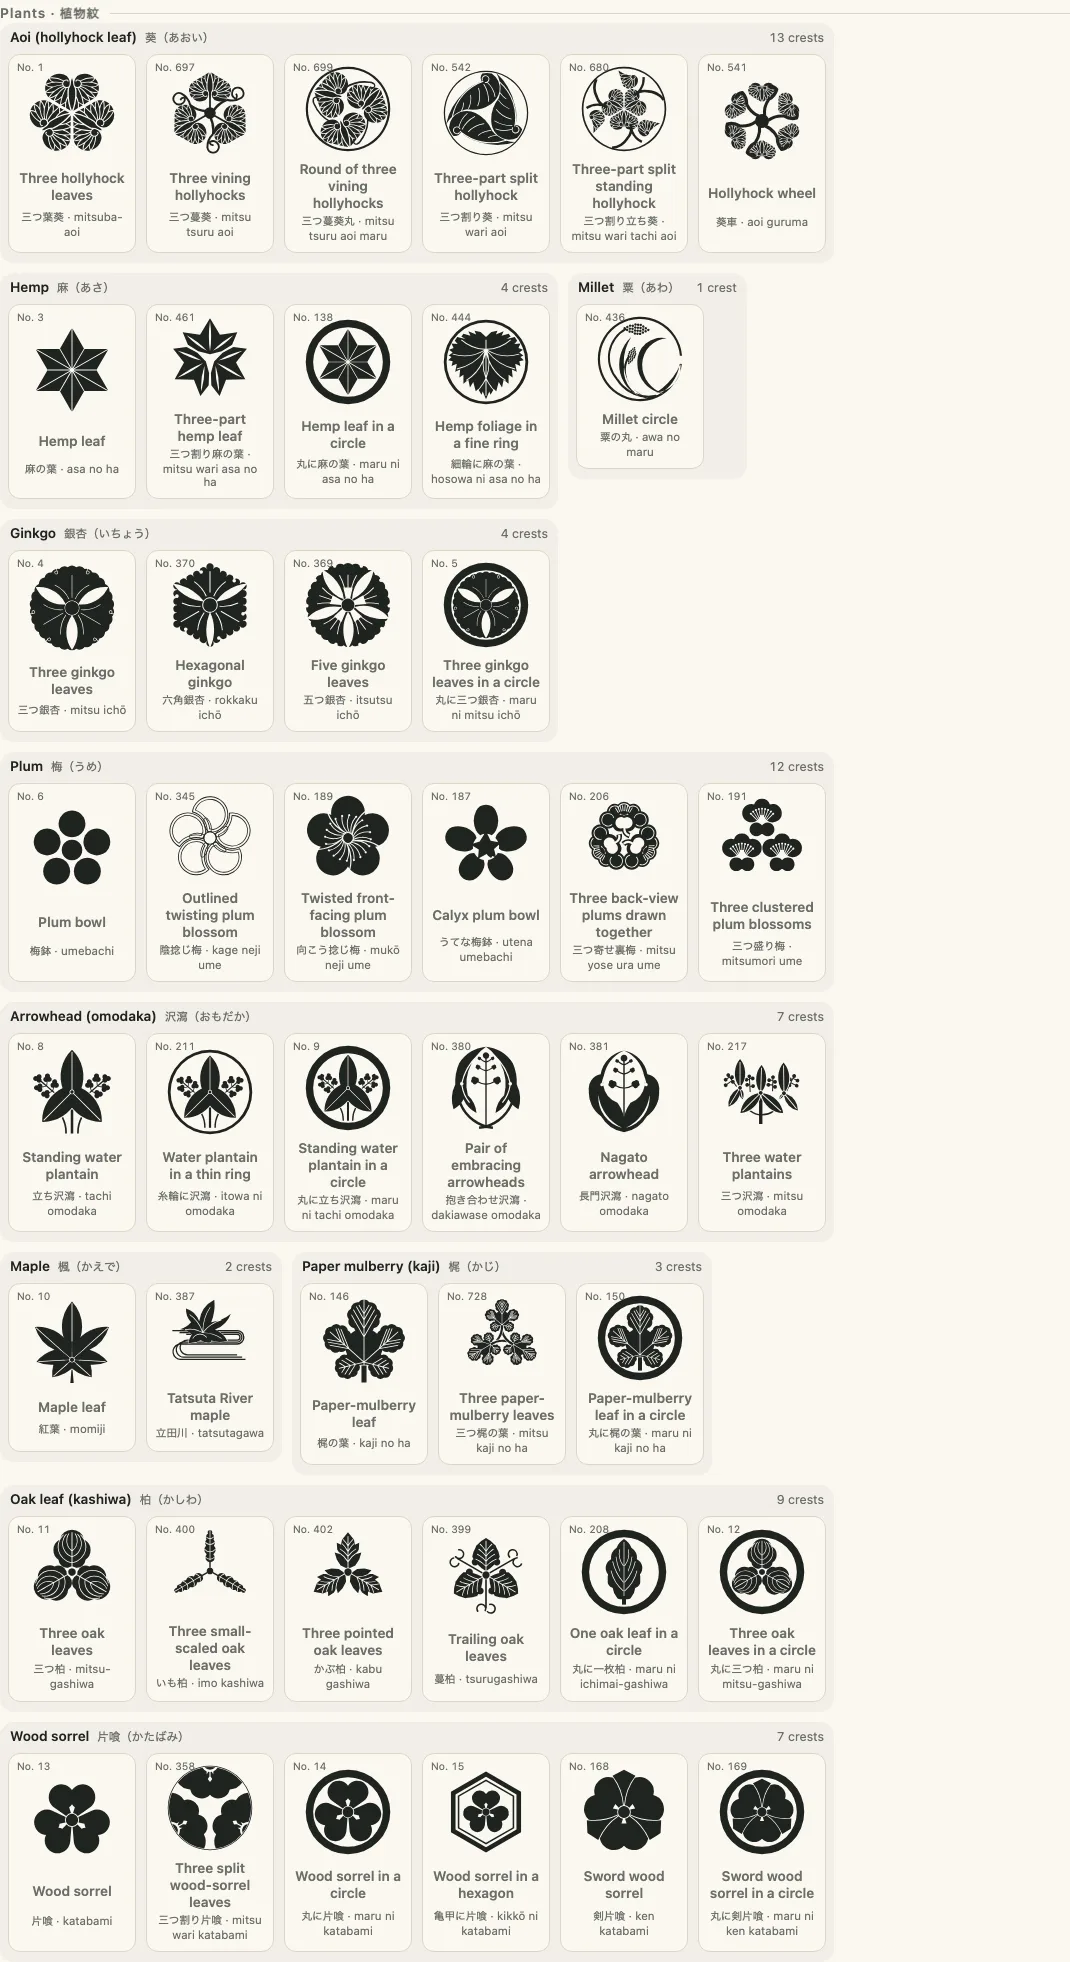 Plants · 植物紋
Aoi (hollyhock leaf) 葵（あおい） 13 crests
No. 1
Three hollyhock
leaves
三つ葉葵 · mitsuba-
aoi
No. 697
Three vining
hollyhocks
三つ蔓葵 · mitsu
tsuru aoi
No. 699
Round of three
vining
hollyhocks
三つ蔓葵丸 · mitsu
tsuru aoi maru
No. 542
Three-part split
hollyhock
三つ割り葵 · mitsu
wari aoi
No. 680
Three-part split
standing
hollyhock
三つ割り立ち葵 ·
mitsu wari tachi aoi
No. 541
Hollyhock wheel
葵車 · aoi guruma
Hemp 麻（あさ） 4 crests
No. 3
Hemp leaf
麻の葉 · asa no ha
No. 461
Three-part
hemp leaf
三つ割り麻の葉 ·
mitsu wari asa no
ha
No. 138
Hemp leaf in a
circle
丸に麻の葉 · maru ni
asa no ha
No. 444
Hemp foliage in
a fine ring
細輪に麻の葉 ·
hosowa ni asa no ha
Millet 粟（あわ） 1 crest
No. 436
Millet circle
粟の丸 · awa no
maru
Ginkgo 銀杏（いちょう） 4 crests
No. 4
Three ginkgo
leaves
三つ銀杏 · mitsu ichō
No. 370
Hexagonal
ginkgo
六角銀杏 · rokkaku
ichō
No. 369
Five ginkgo
leaves
五つ銀杏 · itsutsu
ichō
No. 5
Three ginkgo
leaves in a circle
丸に三つ銀杏 · maru
ni mitsu ichō
Plum 梅（うめ） 12 crests
No. 6
Plum bowl
梅鉢 · umebachi
No. 345
Outlined
twisting plum
blossom
陰捻じ梅 · kage neji
ume
No. 189
Twisted front-
facing plum
blossom
向こう捻じ梅 · mukō
neji ume
No. 187
Calyx plum bowl
うてな梅鉢 · utena
umebachi
No. 206
Three back-view
plums drawn
together
三つ寄せ裏梅 · mitsu
yose ura ume
No. 191
Three clustered
plum blossoms
三つ盛り梅 ·
mitsumori ume
Arrowhead (omodaka) 沢瀉（おもだか） 7 crests
No. 8
Standing water
plantain
立ち沢瀉 · tachi
omodaka
No. 211
Water plantain
in a thin ring
糸輪に沢瀉 · itowa ni
omodaka
No. 9
Standing water
plantain in a
circle
丸に立ち沢瀉 · maru
ni tachi omodaka
No. 380
Pair of
embracing
arrowheads
抱き合わせ沢瀉 ·
dakiawase omodaka
No. 381
Nagato
arrowhead
長門沢瀉 · nagato
omodaka
No. 217
Three water
plantains
三つ沢瀉 · mitsu
omodaka
Maple 楓（かえで） 2 crests
No. 10
Maple leaf
紅葉 · momiji
No. 387
Tatsuta River
maple
立田川 · tatsutagawa
Paper mulberry (kaji) 梶（かじ） 3 crests
No. 146
Paper-mulberry
leaf
梶の葉 · kaji no ha
No. 728
Three paper-
mulberry leaves
三つ梶の葉 · mitsu
kaji no ha
No. 150
Paper-mulberry
leaf in a circle
丸に梶の葉 · maru ni
kaji no ha
Oak leaf (kashiwa) 柏（かしわ） 9 crests
No. 11
Three oak
leaves
三つ柏 · mitsu-
gashiwa
No. 400
Three small-
scaled oak
leaves
いも柏 · imo kashiwa
No. 402
Three pointed
oak leaves
かぶ柏 · kabu
gashiwa
No. 399
Trailing oak
leaves
蔓柏 · tsurugashiwa
No. 208
One oak leaf in a
circle
丸に一枚柏 · maru ni
ichimai-gashiwa
No. 12
Three oak
leaves in a circle
丸に三つ柏 · maru ni
mitsu-gashiwa
Wood sorrel 片喰（かたばみ） 7 crests
No. 13
Wood sorrel
片喰 · katabami
No. 358
Three split
wood-sorrel
leaves
三つ割り片喰 · mitsu
wari katabami
No. 14
Wood sorrel in a
circle
丸に片喰 · maru ni
katabami
No. 15
Wood sorrel in a
hexagon
亀甲に片喰 · kikkō ni
katabami
No. 168
Sword wood
sorrel
剣片喰 · ken
katabami
No. 169
Sword wood
sorrel in a circle
丸に剣片喰 · maru ni
ken katabami